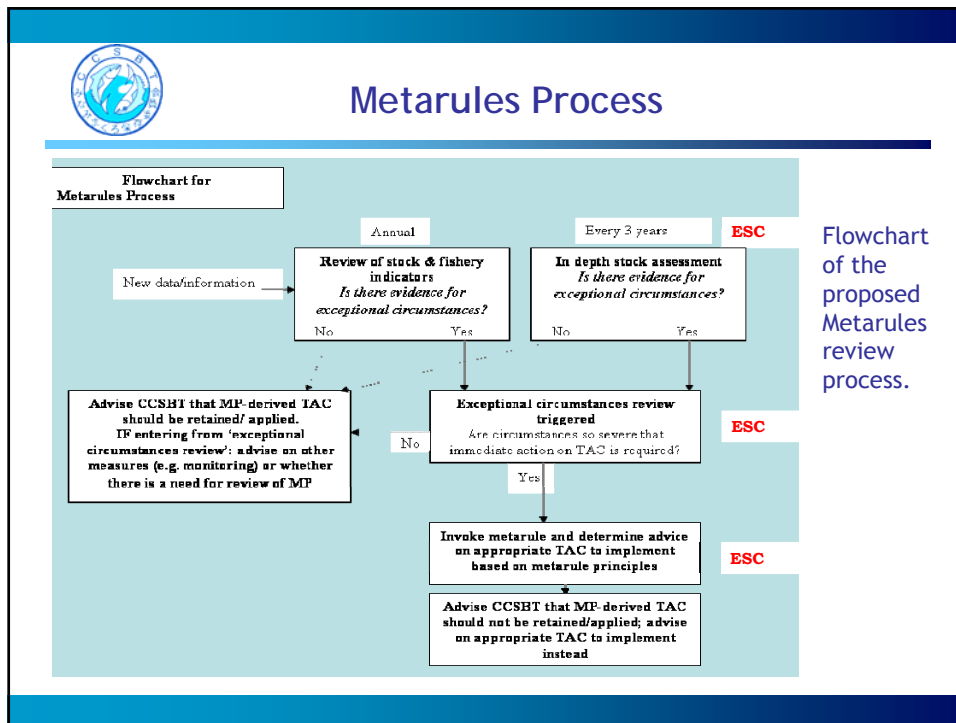 CCSBT
Metarules Process
Flowchart for
Metarules Process
Annual
Every 3 years
ESC
New data/information
Review of stock & fishery
indicators
Is there evidence for
exceptional circumstances?
No Yes
In depth stock assessment
Is there evidence for
exceptional circumstances?
No Yes
Flowchart
of the
proposed
Metarules
review
process.
Advise CCSBT that MP-derived TAC
should be retained/ applied.
IF entering from ‘exceptional
circumstances review’: advise on other
measures (e.g. monitoring) or whether
there is a need for review of MP
No
Exceptional circumstances review
triggered
Are circumstances so severe that
immediate action on TAC is required?
ESC
Yes
Invoke metarule and determine advice
on appropriate TAC to implement
based on metarule principles
ESC
Advise CCSBT that MP-derived TAC
should not be retained/applied; advise
on appropriate TAC to implement
instead